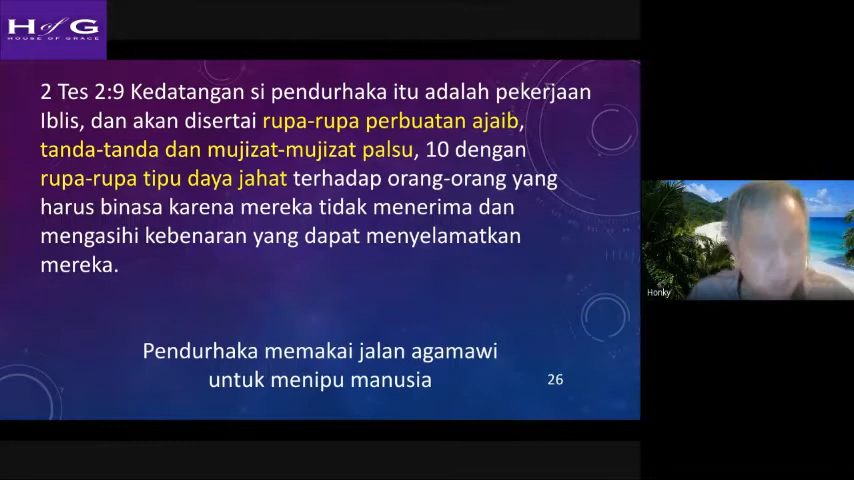 H of G
HOUSE OF GRACE
2 Tes 2:9 Kedatangan si pendurhaka itu adalah pekerjaan
Iblis, dan akan disertai rupa-rupa perbuatan ajaib,
tanda-tanda dan mujizat-mujizat palsu, 10 dengan
rupa-rupa tipu daya jahat terhadap orang-orang yang
harus binasa karena mereka tidak menerima dan
mengasihi kebenaran yang dapat menyelamatkan
mereka.
Pendurhaka memakai jalan agamawi
untuk menipu manusia
26
Honky